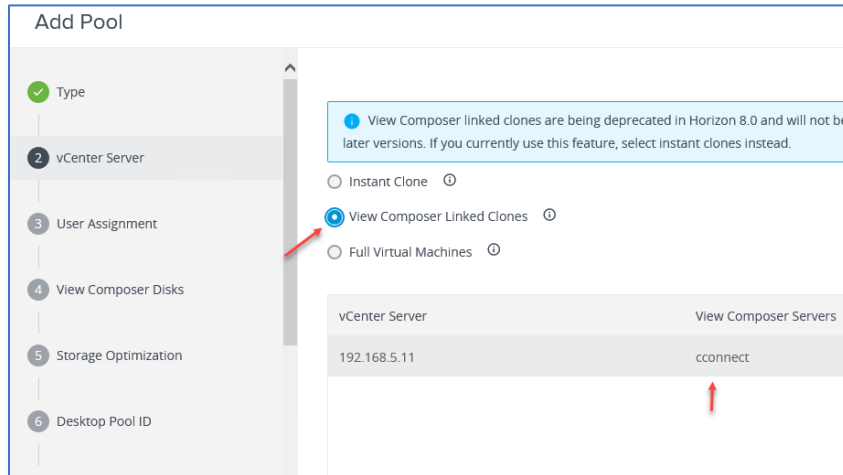 Add Pool
Type
2 vCenter Server
3 User Assignment
4 View Composer Disks
5 Storage Optimization
6 Desktop Pool ID
View Composer linked clones are being deprecated in Horizon 8.0 and will not be
later versions. If you currently use this feature, select instant clones instead.
Instant Clone
View Composer Linked Clones
Full Virtual Machines
vCenter Server View Composer Servers
192.168.5.11 cconnect